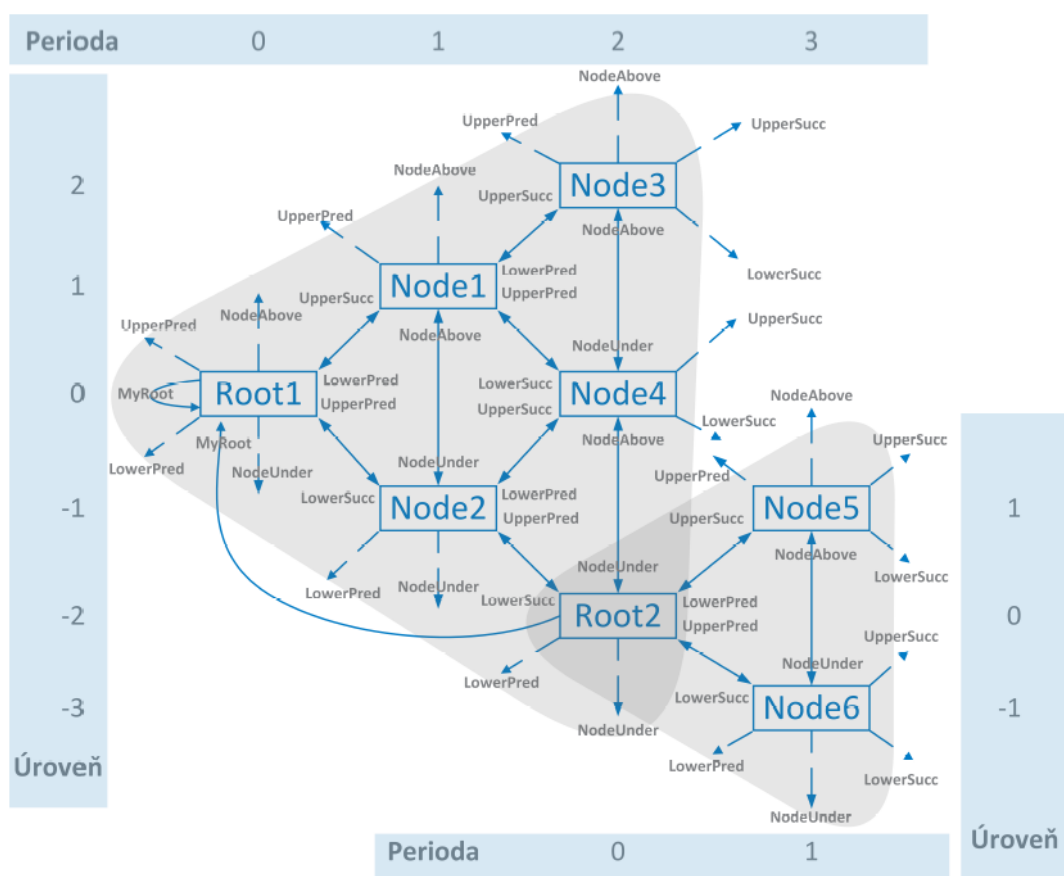 Perioda 0 1 2 3
NodeAbove
UpperPred
UpperSucc
NodeAbove
2
Node3
UpperSucc
UpperPred
NodeAbove
LowerPred
LowerSucc
1
Node1
UpperSucc
UpperPred
NodeAbove
UpperPred
NodeAbove
UpperSucc
NodeUnder
0
MyRoot
Root1
LowerPred
UpperPred
LowerSucc
UpperSucc
Node4
NodeAbove
LowerSucc
NodeAbove
MyRoot
LowerPred
NodeUnder
NodeUnder
UpperPred
UpperSucc
-1
LowerSucc
Node2
LowerPred
UpperPred
UpperSucc
Node5
1
NodeAbove
LowerSucc
LowerPred
NodeUnder
NodeUnder
LowerSucc
-2
Root2
LowerPred
UpperPred
0
UpperSucc
NodeUnder
LowerPred
LowerSucc
-3
Node6
-1
NodeUnder
LowerPred
LowerSucc
Úroveň
NodeUnder
Úroveň
Perioda 0 1